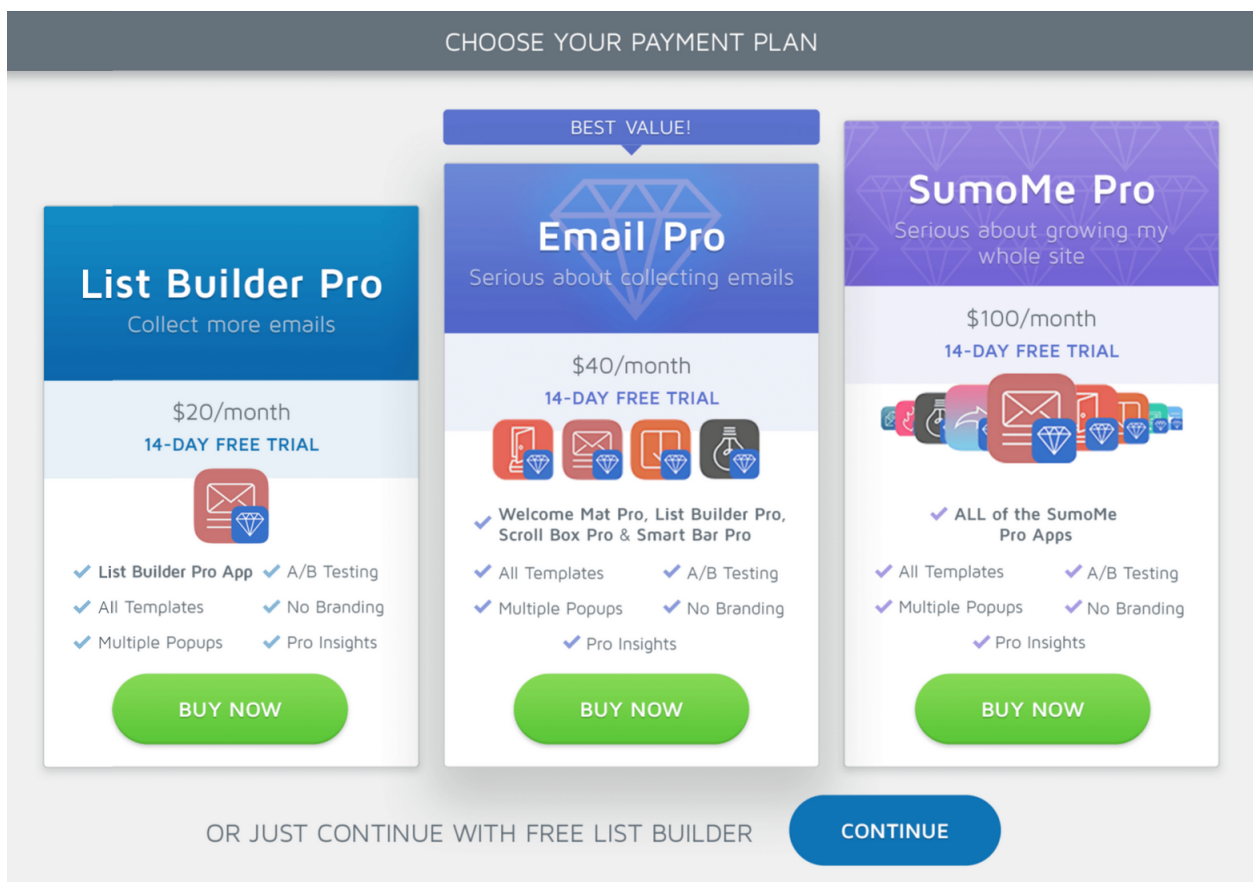 CHOOSE YOUR PAYMENT PLAN
List Builder Pro
Collect more emails
$20/month
14-DAY FREE TRIAL
List Builder Pro App
A/B Testing
All Templates
No Branding
Multiple Popups
Pro Insights
BUY NOW
BEST VALUE!
Email Pro
Serious about collecting emails
$40/month
14-DAY FREE TRIAL
Welcome Mat Pro, List Builder Pro,
Scroll Box Pro & Smart Bar Pro
All Templates
A/B Testing
Multiple Popups
No Branding
Pro Insights
BUY NOW
SumoMe Pro
Serious about growing my
whole site
$100/month
14-DAY FREE TRIAL
ALL of the SumoMe
Pro Apps
All Templates
A/B Testing
Multiple Popups
No Branding
Pro Insights
BUY NOW
OR JUST CONTINUE WITH FREE LIST BUILDER
CONTINUE